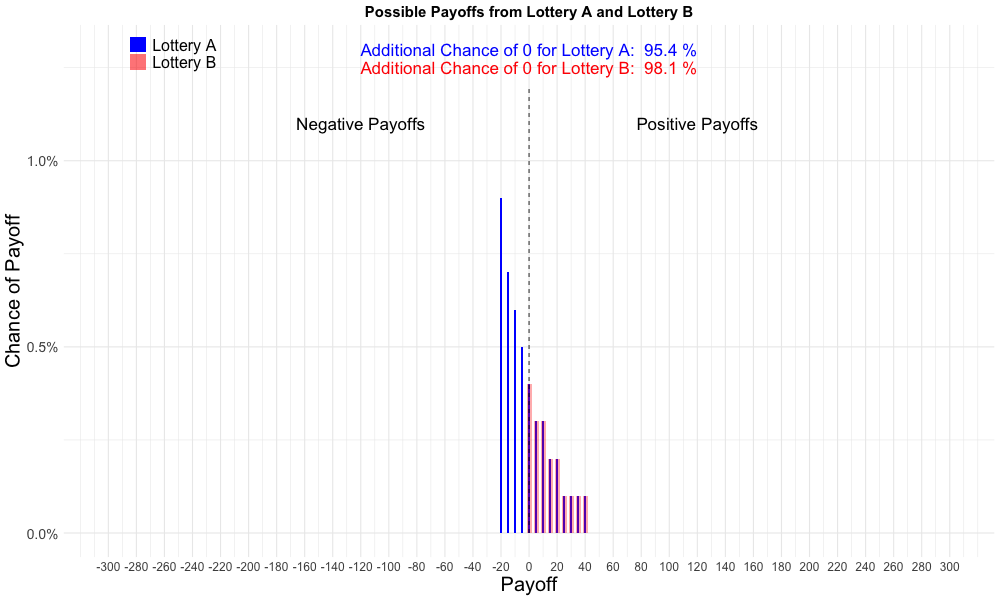 Possible Payoffs from Lottery A and Lottery B
Lottery A
Lottery B
Additional Chance of 0 for Lottery A: 95.4 %
Additional Chance of 0 for Lottery B: 98.1 %
Negative Payoffs
Positive Payoffs
Chance of Payoff
1.0%
0.5%
0.0%
-300 -280 -260 -240 -220 -200 -180 -160 -140 -120 -100 -80 -60 -40 -20 0 20 40 60 80 100 120 140 160 180 200 220 240 260 280 300
Payoff